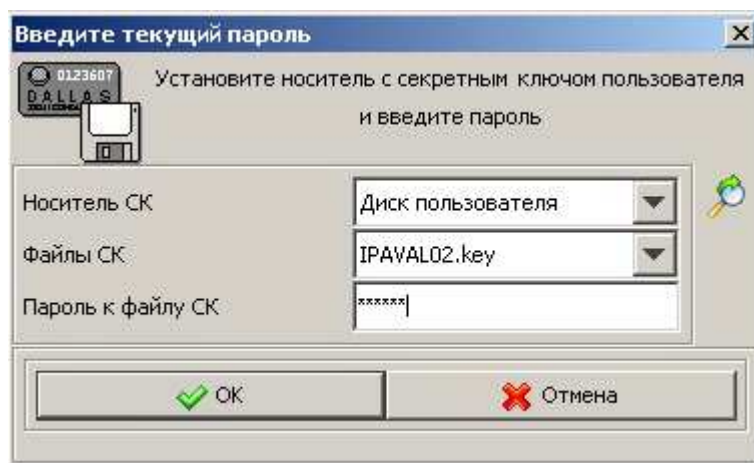 Введите текущий пароль
0123607
DALLAS
Установите носитель с секретным ключом пользователя
и введите пароль
Носитель СК
Диск пользователя
Файлы СК
IPAVAL02.key
Пароль к файлу СК
******
ОК
Отмена